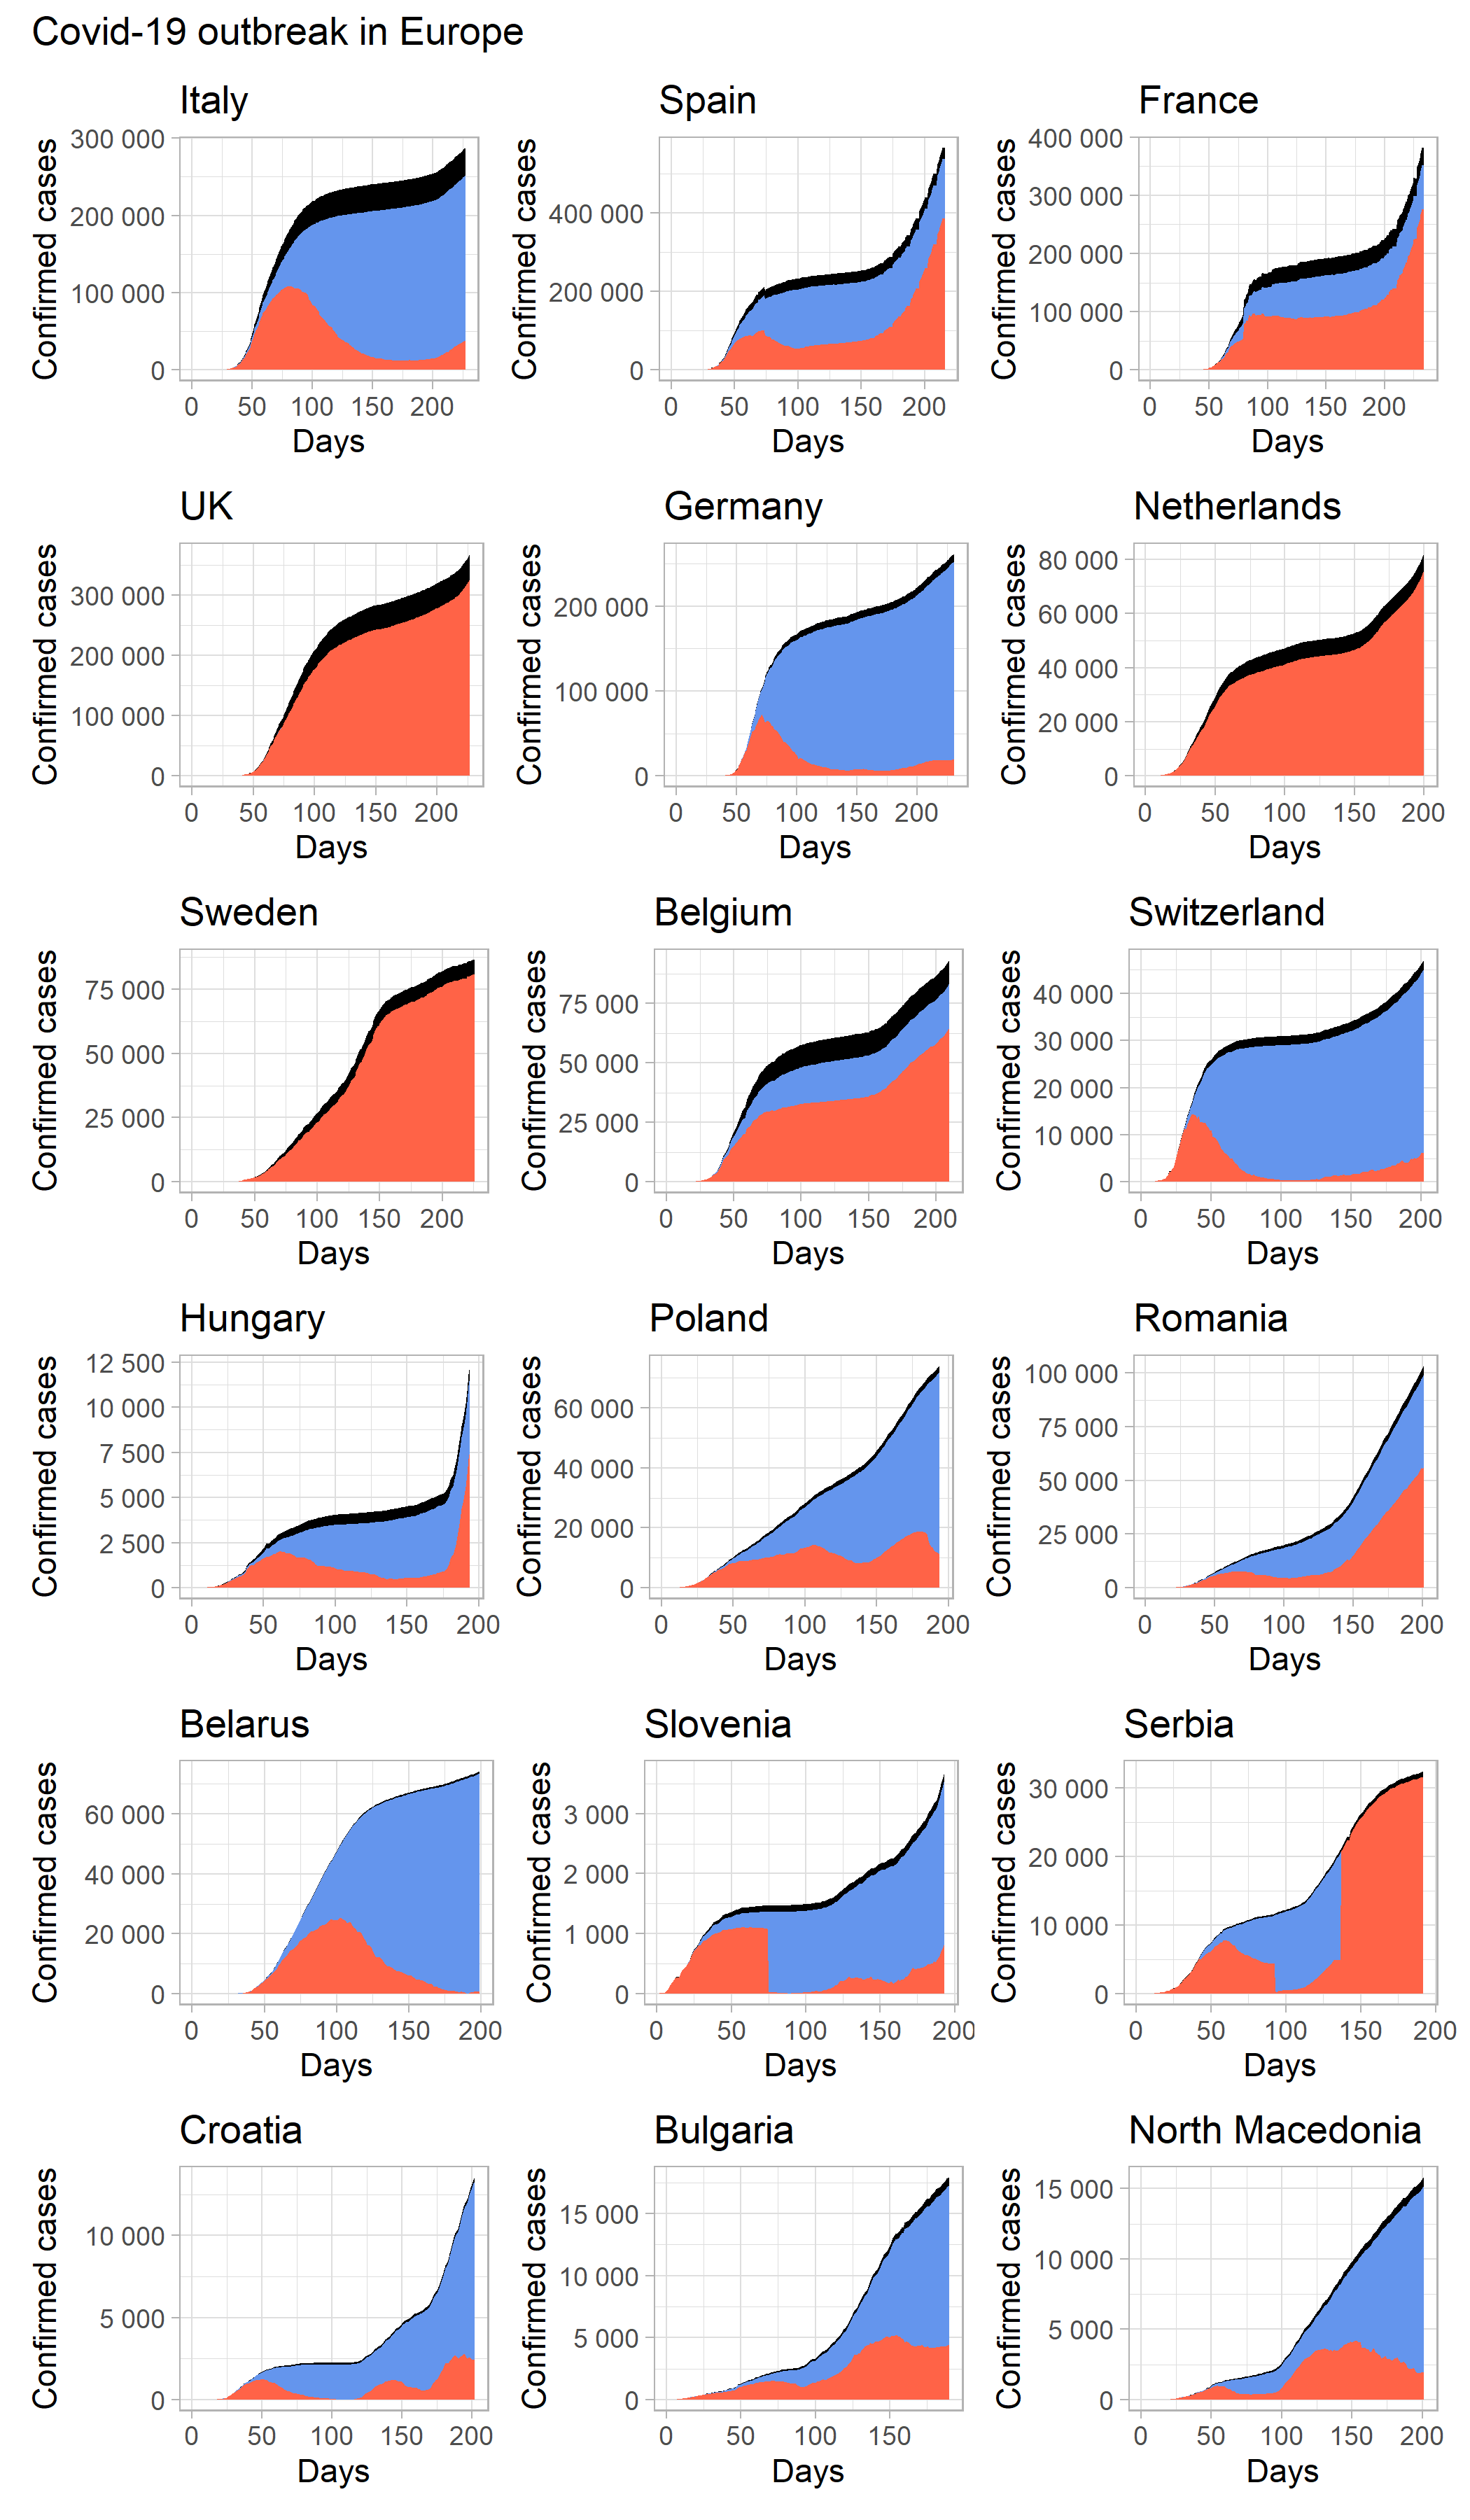 Covid-19 outbreak in Europe
Italy
Confirmed cases
300 000
200 000
100 000
0
0 50 100 150 200
Days
Spain
Confirmed cases
400 000
200 000
0
0 50 100 150 200
Days
France
Confirmed cases
400 000
300 000
200 000
100 000
0
0 50 100 150 200
Days
UK
Confirmed cases
300 000
200 000
100 000
0
0 50 100 150 200
Days
Germany
Confirmed cases
200 000
100 000
0
0 50 100 150 200
Days
Netherlands
Confirmed cases
80 000
60 000
40 000
20 000
0
0 50 100 150 200
Days
Sweden
Confirmed cases
75 000
50 000
25 000
0
0 50 100 150 200
Days
Belgium
Confirmed cases
75 000
50 000
25 000
0
0 50 100 150 200
Days
Switzerland
Confirmed cases
40 000
30 000
20 000
10 000
0
0 50 100 150 200
Days
Hungary
Confirmed cases
12 500
10 000
7 500
5 000
2 500
0
0 50 100 150 200
Days
Poland
Confirmed cases
60 000
40 000
20 000
0
0 50 100 150 200
Days
Romania
Confirmed cases
100 000
75 000
50 000
25 000
0
0 50 100 150 200
Days
Belarus
Confirmed cases
60 000
40 000
20 000
0
0 50 100 150 200
Days
Slovenia
Confirmed cases
3 000
2 000
1 000
0
0 50 100 150 200
Days
Serbia
Confirmed cases
30 000
20 000
10 000
0
0 50 100 150 200
Days
Croatia
Confirmed cases
10 000
5 000
0
0 50 100 150 200
Days
Bulgaria
Confirmed cases
15 000
10 000
5 000
0
0 50 100 150
Days
North Macedonia
Confirmed cases
15 000
10 000
5 000
0
0 50 100 150 200
Days